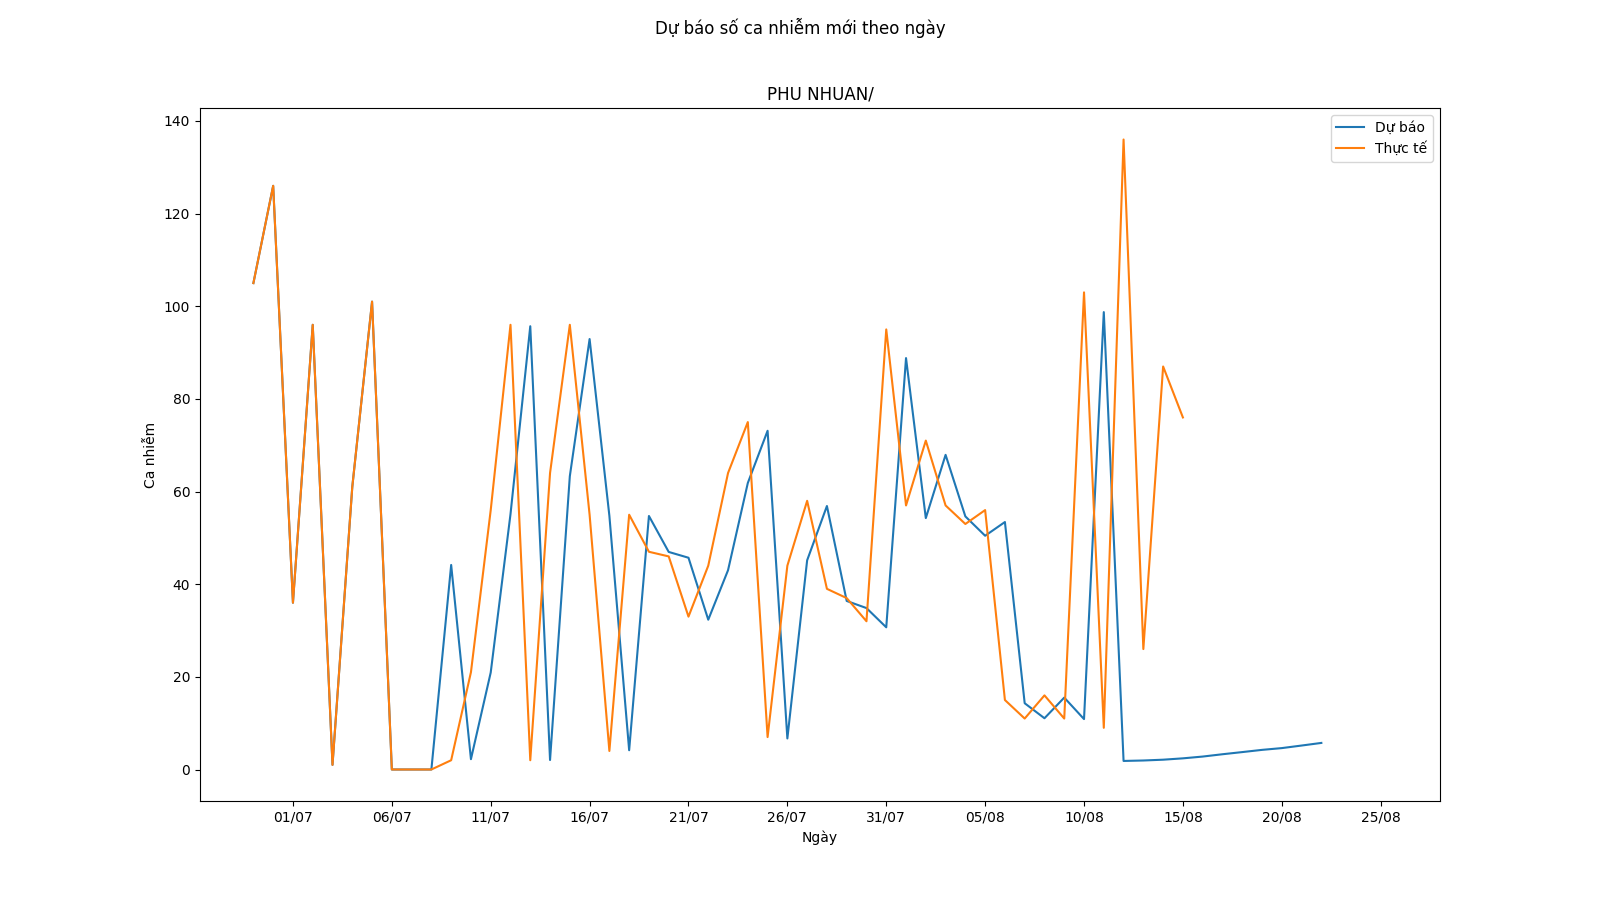 Dự báo số ca nhiễm mới theo ngày
PHU NHUAN/
Dự báo
Thực tế
Ca nhiễm
140
120
100
80
60
40
20
0
01/07 06/07 11/07 16/07 21/07 26/07 31/07 05/08 10/08 15/08 20/08 25/08
Ngày